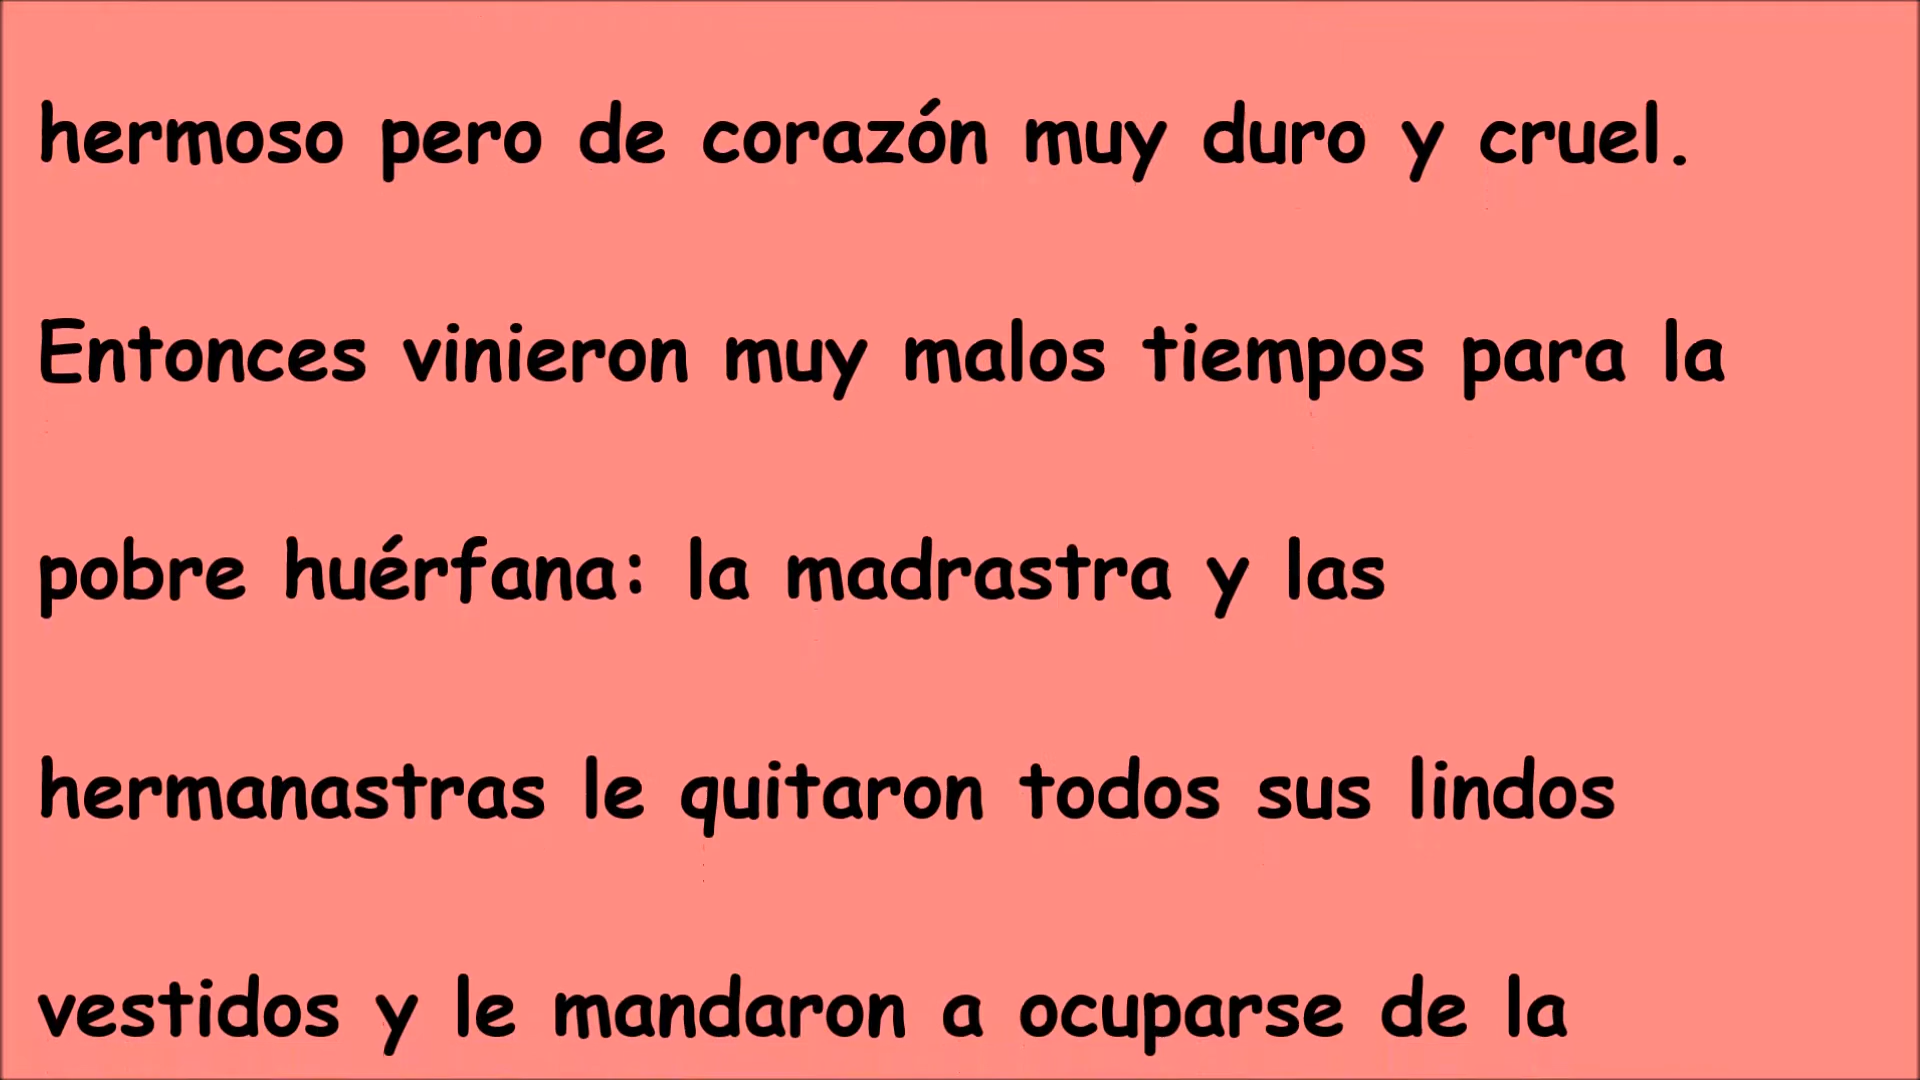 hermoso pero de corazón muy duro y cruel.
Entonces vinieron muy malos tiempos para la
pobre huérfana: la madrastra y las
hermanastras le quitaron todos sus lindos
vestidos y le mandaron a ocuparse de la